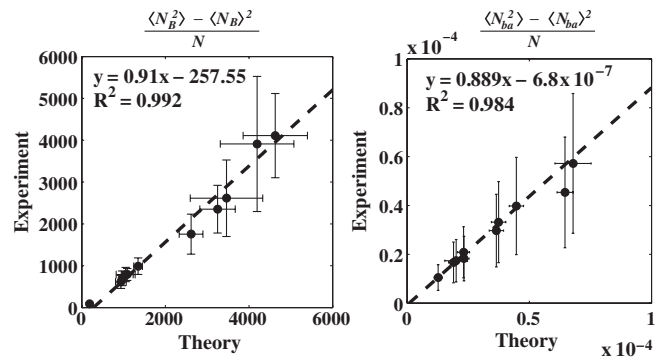 ⟨N_B^2⟩ − ⟨N_B⟩^2
N
y = 0.91x − 257.55
R^2 = 0.992
Experiment
5000
4000
3000
2000
1000
0
0 2000 4000 6000
Theory
⟨N_ba^2⟩ − ⟨N_ba⟩^2
N
x 10^-4
1
y = 0.889x − 6.8x 10^-7
R^2 = 0.984
Experiment
0.8
0.6
0.4
0.2
0
0 0.5 1
Theory
x 10^-4